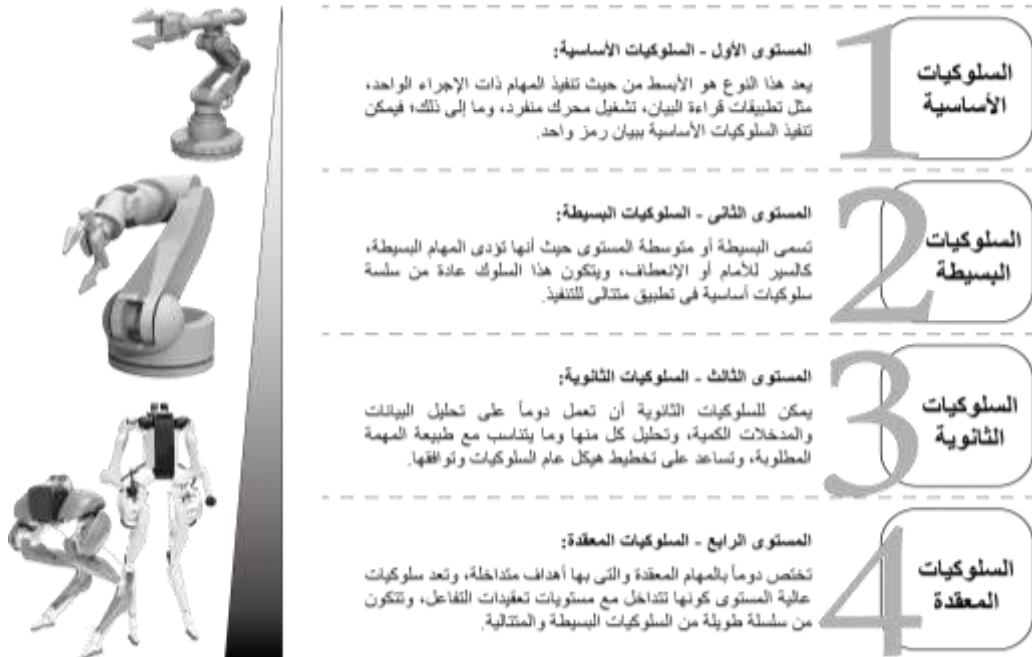 1
السلوكيات
الأساسية
المستوى الأول - السلوكيات الأساسية:
يعد هذا النوع هو الأبسط من حيث تنفيذ المهام ذات الإجراء الواحد،
مثل تطبيقات قراءة البيان، تشغيل محرك منفرد، وما إلى ذلك؛ فيمكن
تنفيذ السلوكيات الأساسية ببيان رمز واحد.
2
السلوكيات
البسيطة
المستوى الثانى - السلوكيات البسيطة:
تسمى البسيطة أو متوسطة المستوى حيث أنها تؤدى المهام البسيطة،
كالسير للأمام أو الإنعطاف، ويتكون هذا السلوك عادة من سلسة
سلوكيات أساسية فى تطبيق متتالى للتنفيذ.
3
السلوكيات
الثانوية
المستوى الثالث - السلوكيات الثانوية:
يمكن للسلوكيات الثانوية أن تعمل دوماً على تحليل البيانات
والمدخلات الكمية، وتحليل كل منها وما يتناسب مع طبيعة المهمة
المطلوبة، وتساعد على تخطيط هيكل عام السلوكيات وتوافقها.
4
السلوكيات
المعقدة
المستوى الرابع - السلوكيات المعقدة:
تختص دوماً بالمهام المعقدة والتى بها أهداف متداخلة، وتعد سلوكيات
عالية المستوى كونها تتداخل مع مستويات تعقيدات التفاعل، وتتكون
من سلسلة طويلة من السلوكيات البسيطة والمتتالية.